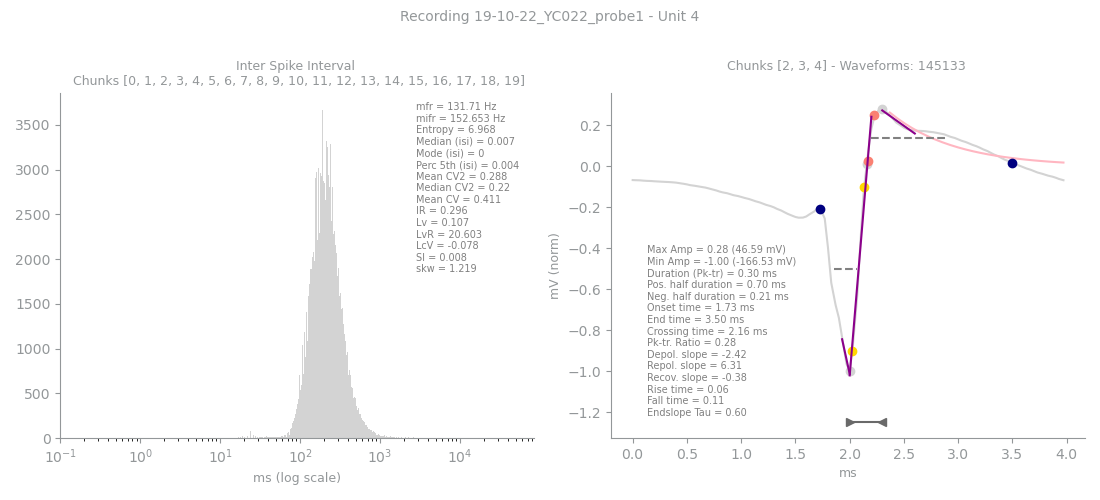 Recording 19-10-22_YC022_probe1 - Unit 4
Inter Spike Interval
Chunks [0, 1, 2, 3, 4, 5, 6, 7, 8, 9, 10, 11, 12, 13, 14, 15, 16, 17, 18, 19]
mfr = 131.71 Hz
mifr = 152.653 Hz
Entropy = 6.968
Median (isi) = 0.007
Mode (isi) = 0
Perc 5th (isi) = 0.004
Mean CV2 = 0.288
Median CV2 = 0.22
Mean CV = 0.411
IR = 0.296
Lv = 0.107
LvR = 20.603
LcV = -0.078
SI = 0.008
skw = 1.219
3500
3000
2500
2000
1500
1000
500
0
10⁻¹ 10⁰ 10¹ 10² 10³ 10⁴
ms (log scale)
Chunks [2, 3, 4] - Waveforms: 145133
mV (norm)
0.2
0.0
−0.2
−0.4
−0.6
−0.8
−1.0
−1.2
Max Amp = 0.28 (46.59 mV)
Min Amp = -1.00 (-166.53 mV)
Duration (Pk-tr) = 0.30 ms
Pos. half duration = 0.70 ms
Neg. half duration = 0.21 ms
Onset time = 1.73 ms
End time = 3.50 ms
Crossing time = 2.16 ms
Pk-tr. Ratio = 0.28
Depol. slope = -2.42
Repol. slope = 6.31
Recov. slope = -0.38
Rise time = 0.06
Fall time = 0.11
Endslope Tau = 0.60
0.0 0.5 1.0 1.5 2.0 2.5 3.0 3.5 4.0
ms